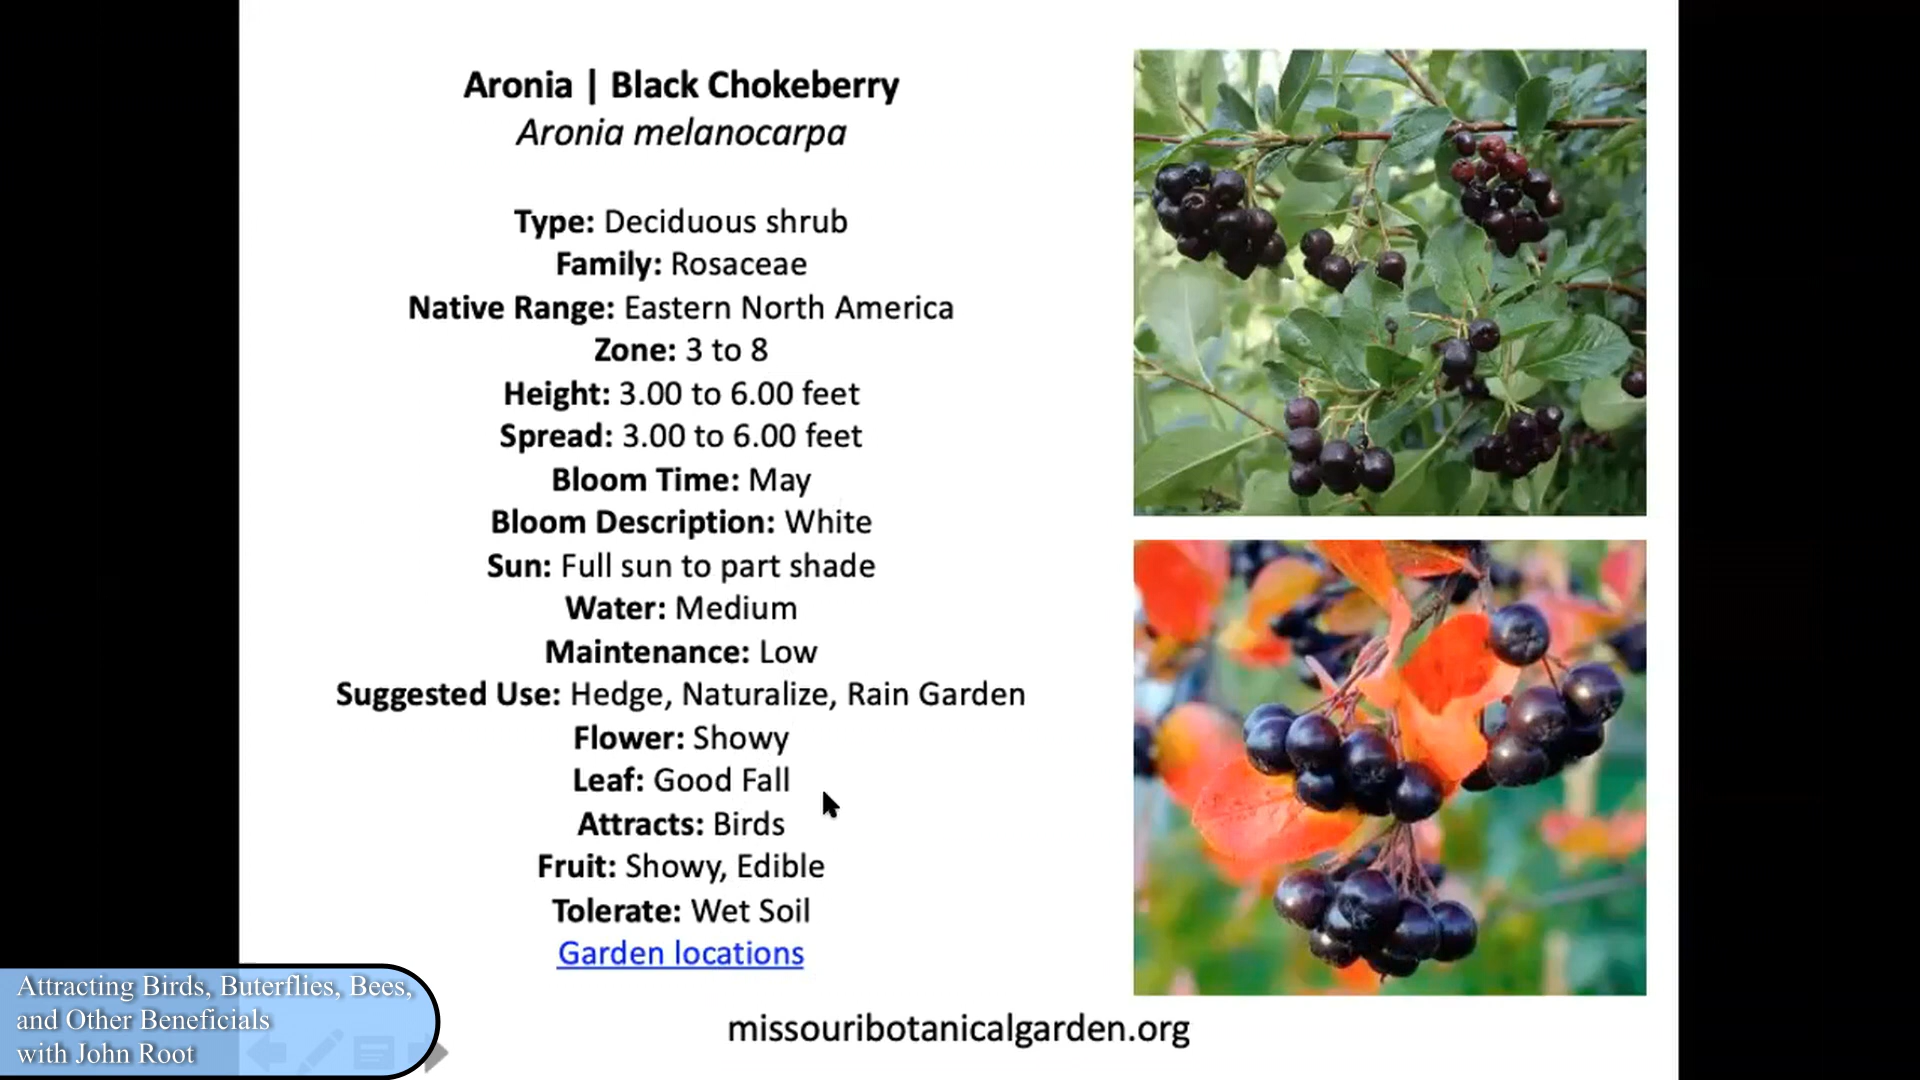 Aronia | Black Chokeberry
Aronia melanocarpa
Type: Deciduous shrub
Family: Rosaceae
Native Range: Eastern North America
Zone: 3 to 8
Height: 3.00 to 6.00 feet
Spread: 3.00 to 6.00 feet
Bloom Time: May
Bloom Description: White
Sun: Full sun to part shade
Water: Medium
Maintenance: Low
Suggested Use: Hedge, Naturalize, Rain Garden
Flower: Showy
Leaf: Good Fall
Attracts: Birds
Fruit: Showy, Edible
Tolerate: Wet Soil
Garden locations
missouribotanicalgarden.org
Attracting Birds, Buterflies, Bees,
and Other Beneficials
with John Root